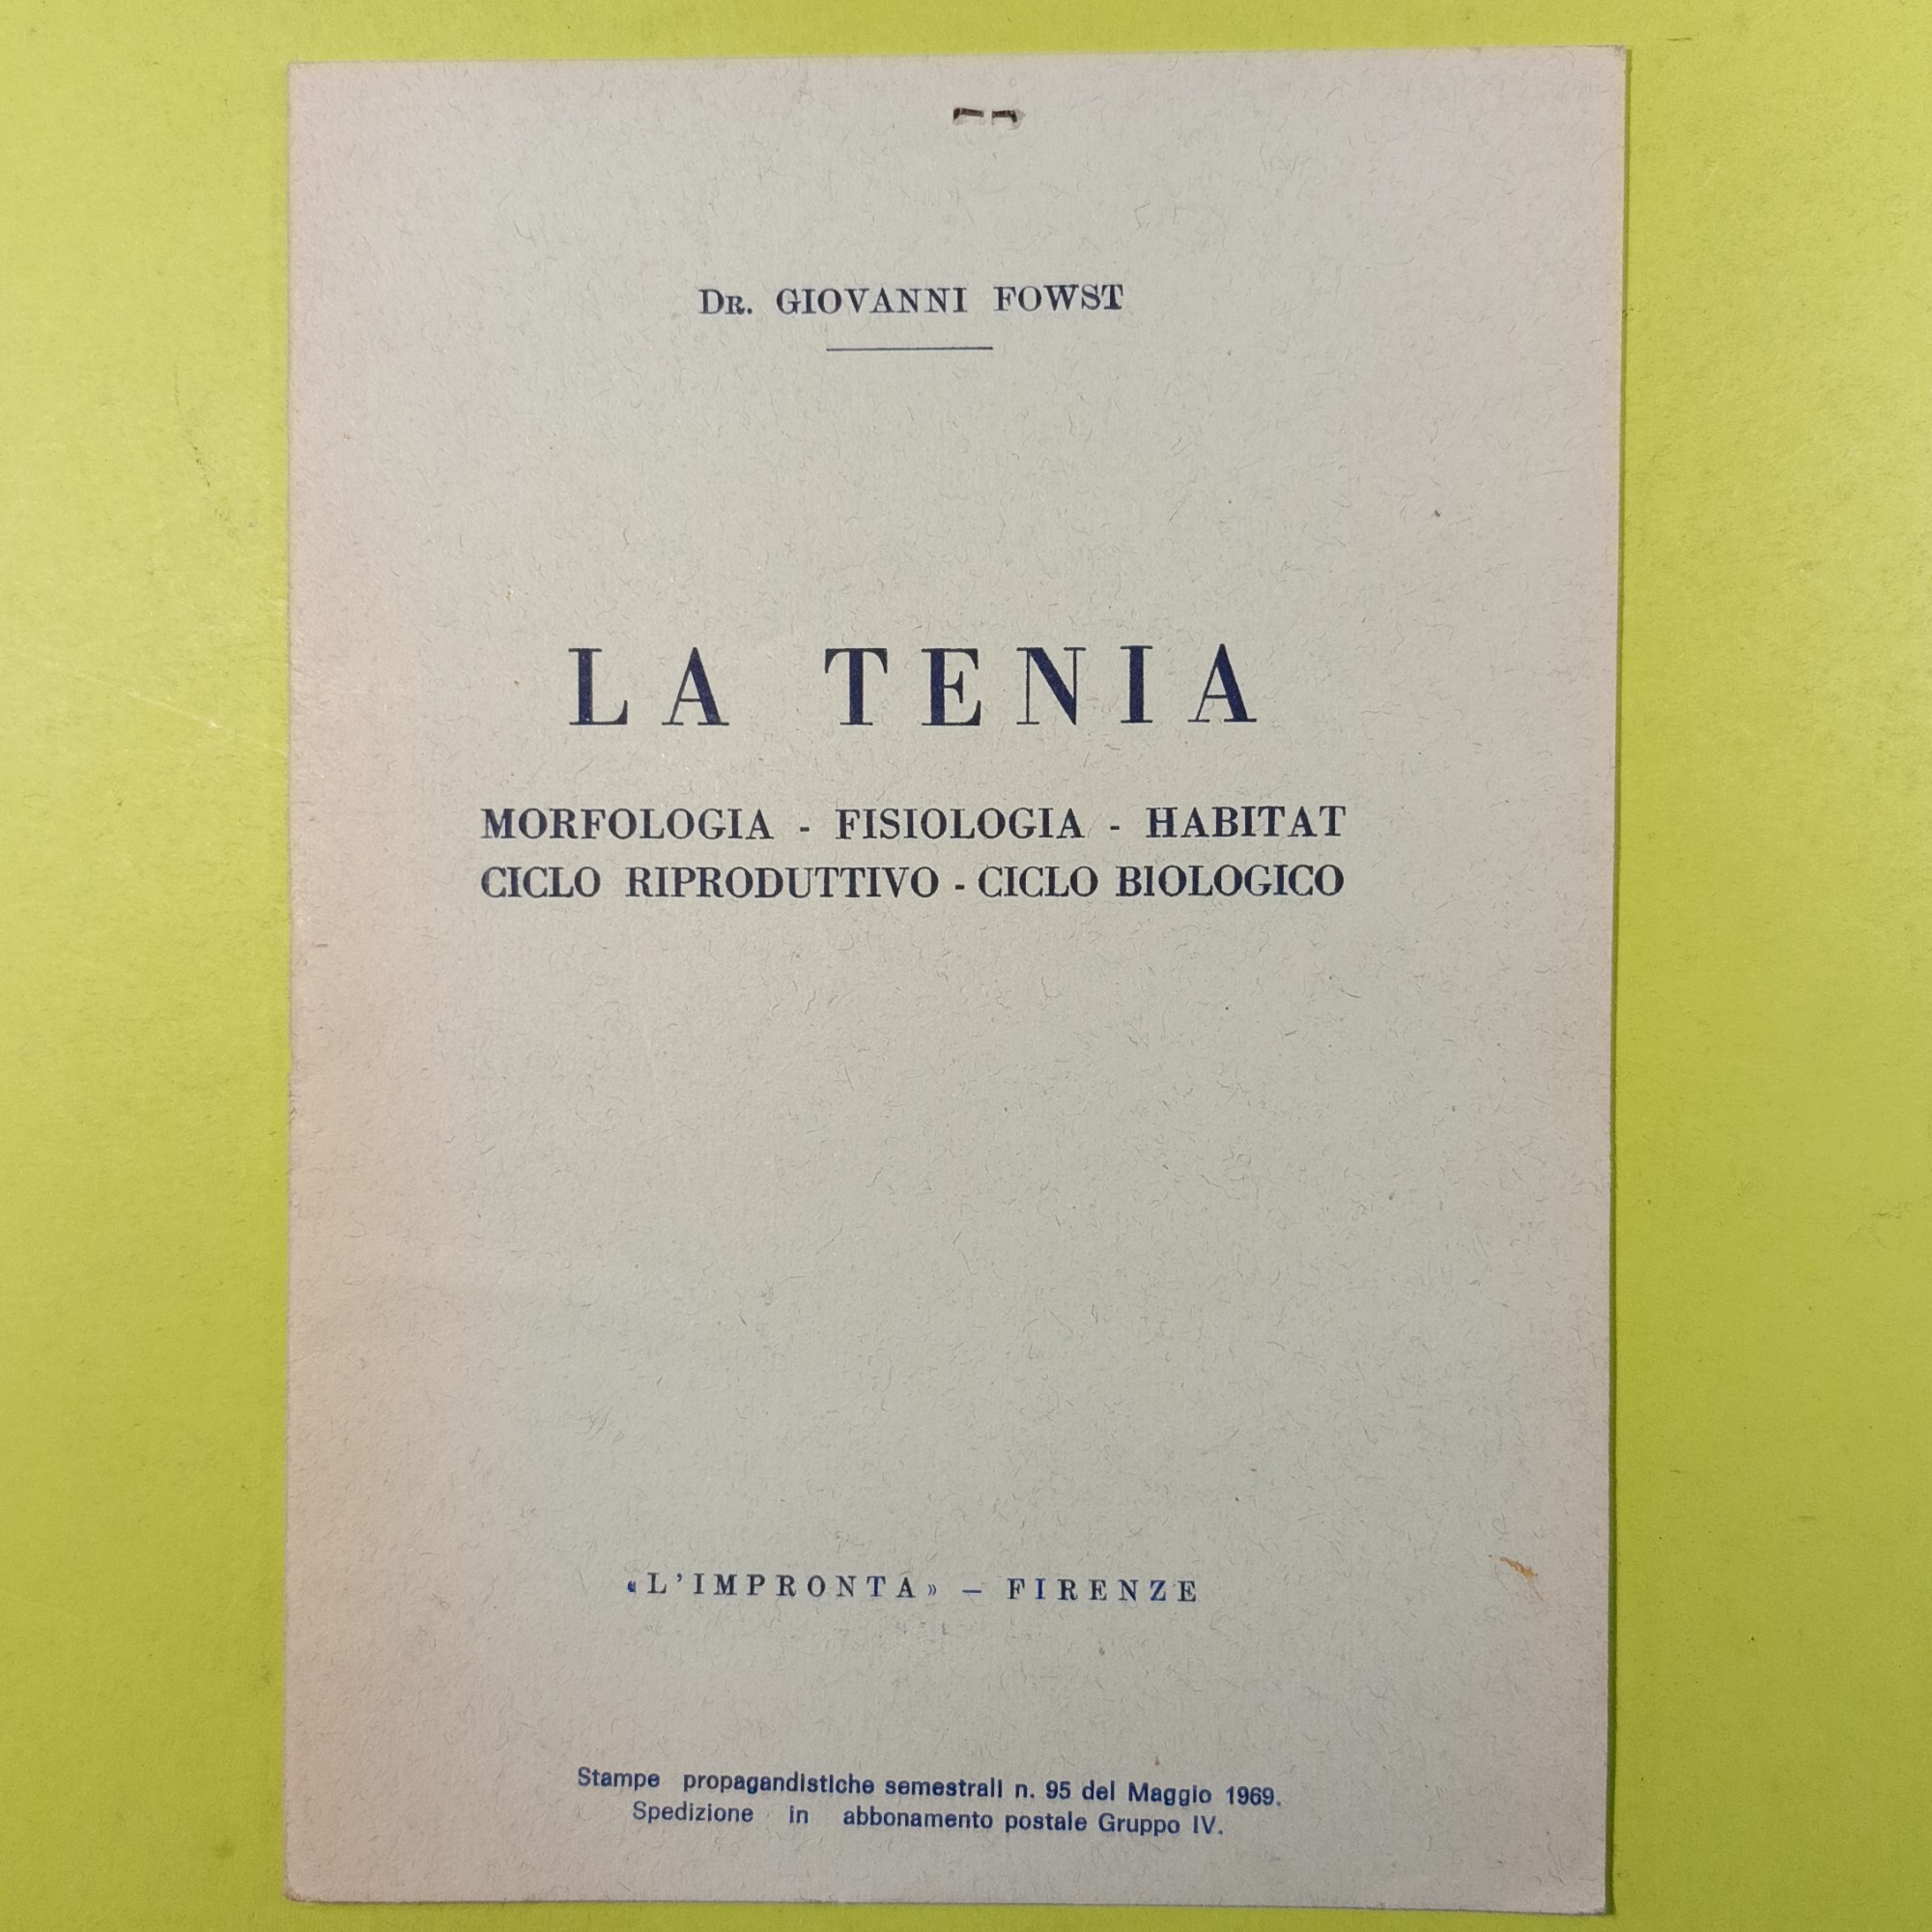 DR. GIOVANNI FOWST
LA TENIA
MORFOLOGIA - FISIOLOGIA - HABITAT
CICLO RIPRODUTTIVO - CICLO BIOLOGICO
«L'IMPRONTA» – FIRENZE
Stampe propagandistiche semestrali n. 95 del Maggio 1969.
Spedizione in abbonamento postale Gruppo IV.